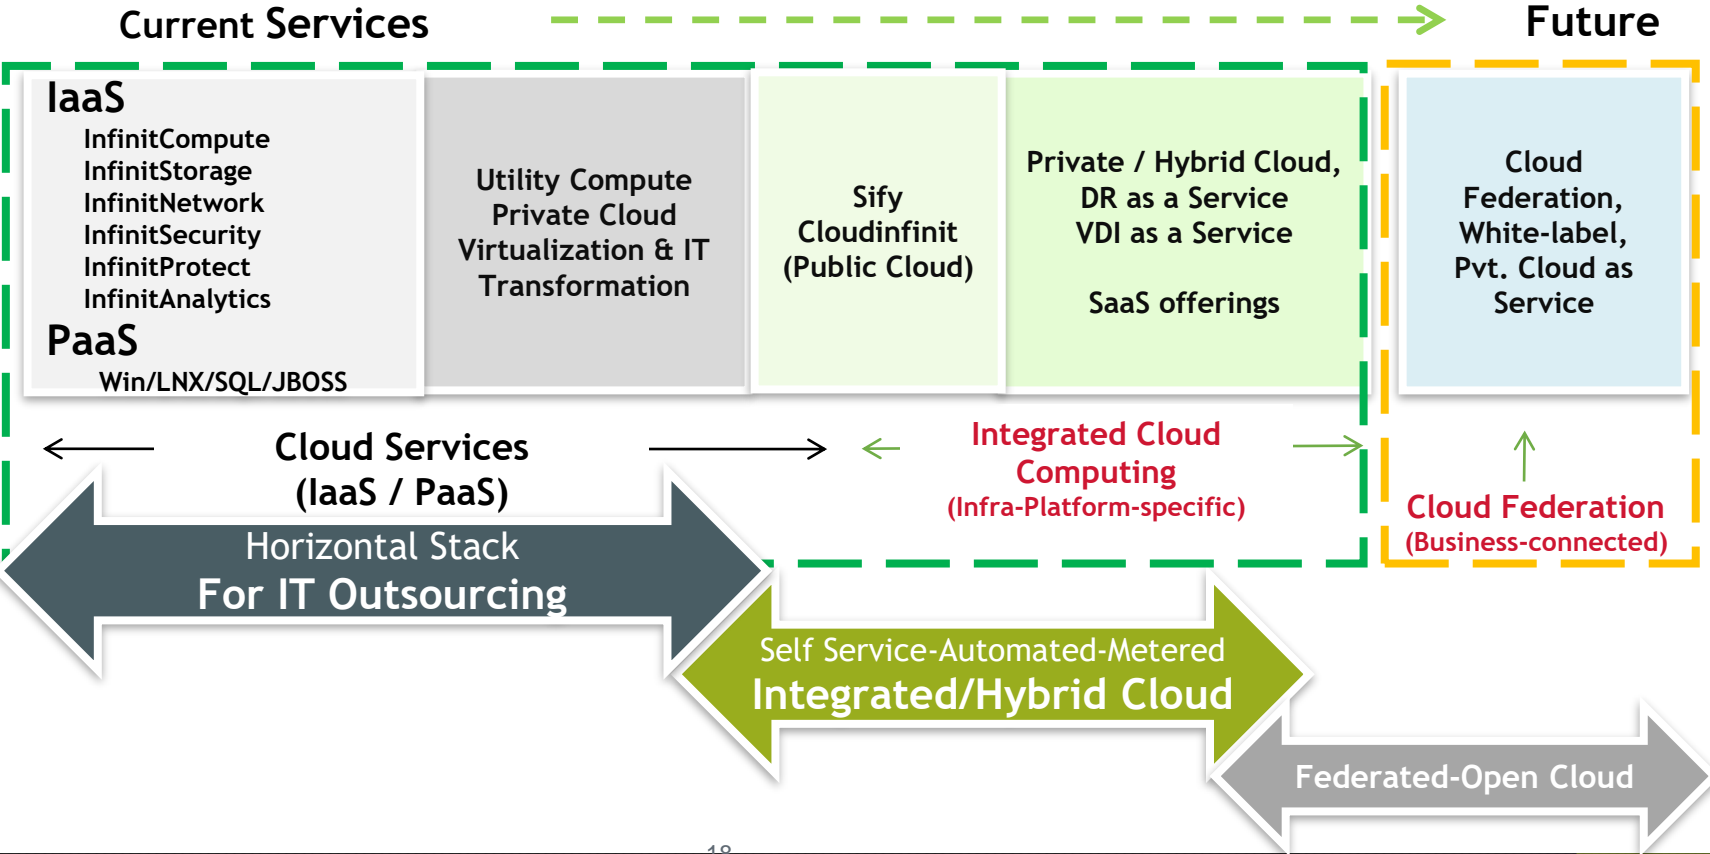 Current Services
Future
IaaS
InfinitCompute
InfinitStorage
InfinitNetwork
InfinitSecurity
InfinitProtect
InfinitAnalytics
PaaS
Win/LNX/SQL/JBOSS
Utility Compute
Private Cloud
Virtualization & IT
Transformation
Sify
Cloudinfinit
(Public Cloud)
Private / Hybrid Cloud,
DR as a Service
VDI as a Service
SaaS offerings
Cloud
Federation,
White-label,
Pvt. Cloud as
Service
Cloud Services
(IaaS / PaaS)
Integrated Cloud
Computing
(Infra-Platform-specific)
Cloud Federation
(Business-connected)
Horizontal Stack
For IT Outsourcing
Self Service-Automated-Metered
Integrated/Hybrid Cloud
Federated-Open Cloud
18